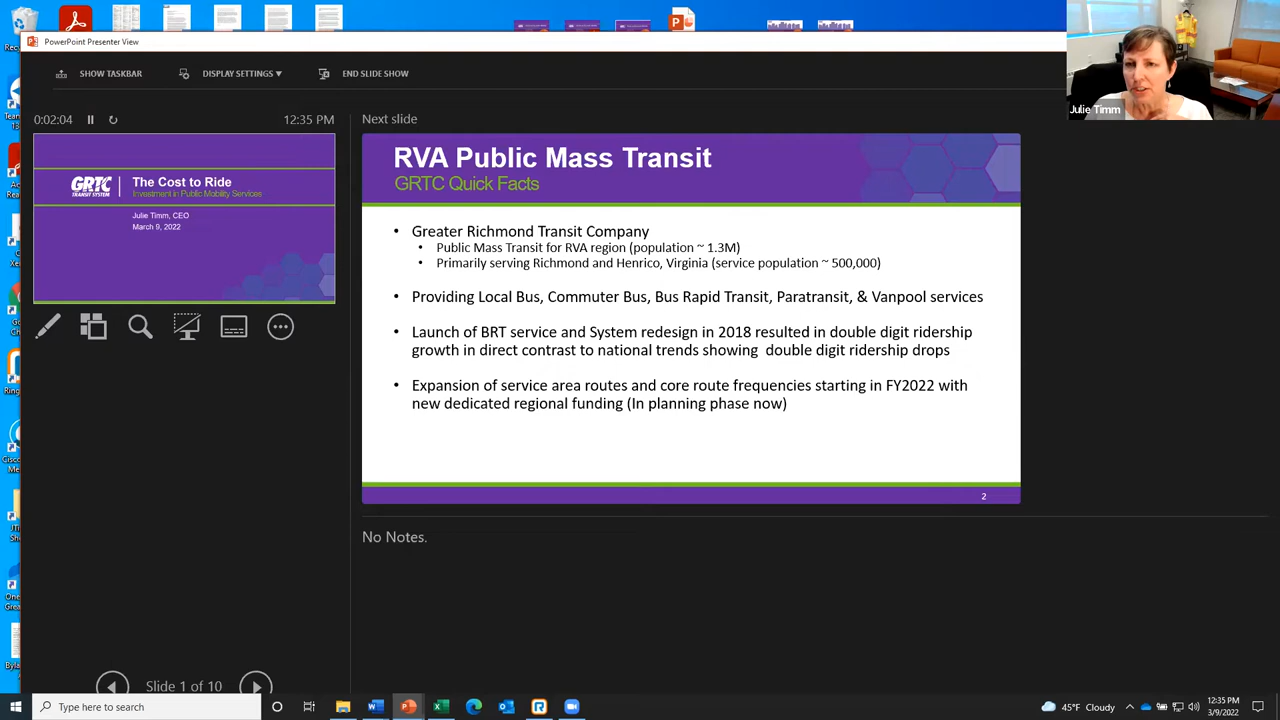 PowerPoint Presenter View
SHOW TASKBAR
DISPLAY SETTINGS ▾
END SLIDE SHOW
0:02:04
12:35 PM
GRTC
TRANSIT SYSTEM
The Cost to Ride
Investment in Public Mobility Services
Julie Timm, CEO
March 9, 2022
Slide 1 of 10
Next slide
RVA Public Mass Transit
GRTC Quick Facts
• Greater Richmond Transit Company
• Public Mass Transit for RVA region (population ~ 1.3M)
• Primarily serving Richmond and Henrico, Virginia (service population ~ 500,000)
• Providing Local Bus, Commuter Bus, Bus Rapid Transit, Paratransit, & Vanpool services
• Launch of BRT service and System redesign in 2018 resulted in double digit ridership
growth in direct contrast to national trends showing double digit ridership drops
• Expansion of service area routes and core route frequencies starting in FY2022 with
new dedicated regional funding (In planning phase now)
2
No Notes.
Julie Timm
Type here to search
45°F Cloudy
12:35 PM
3/9/2022